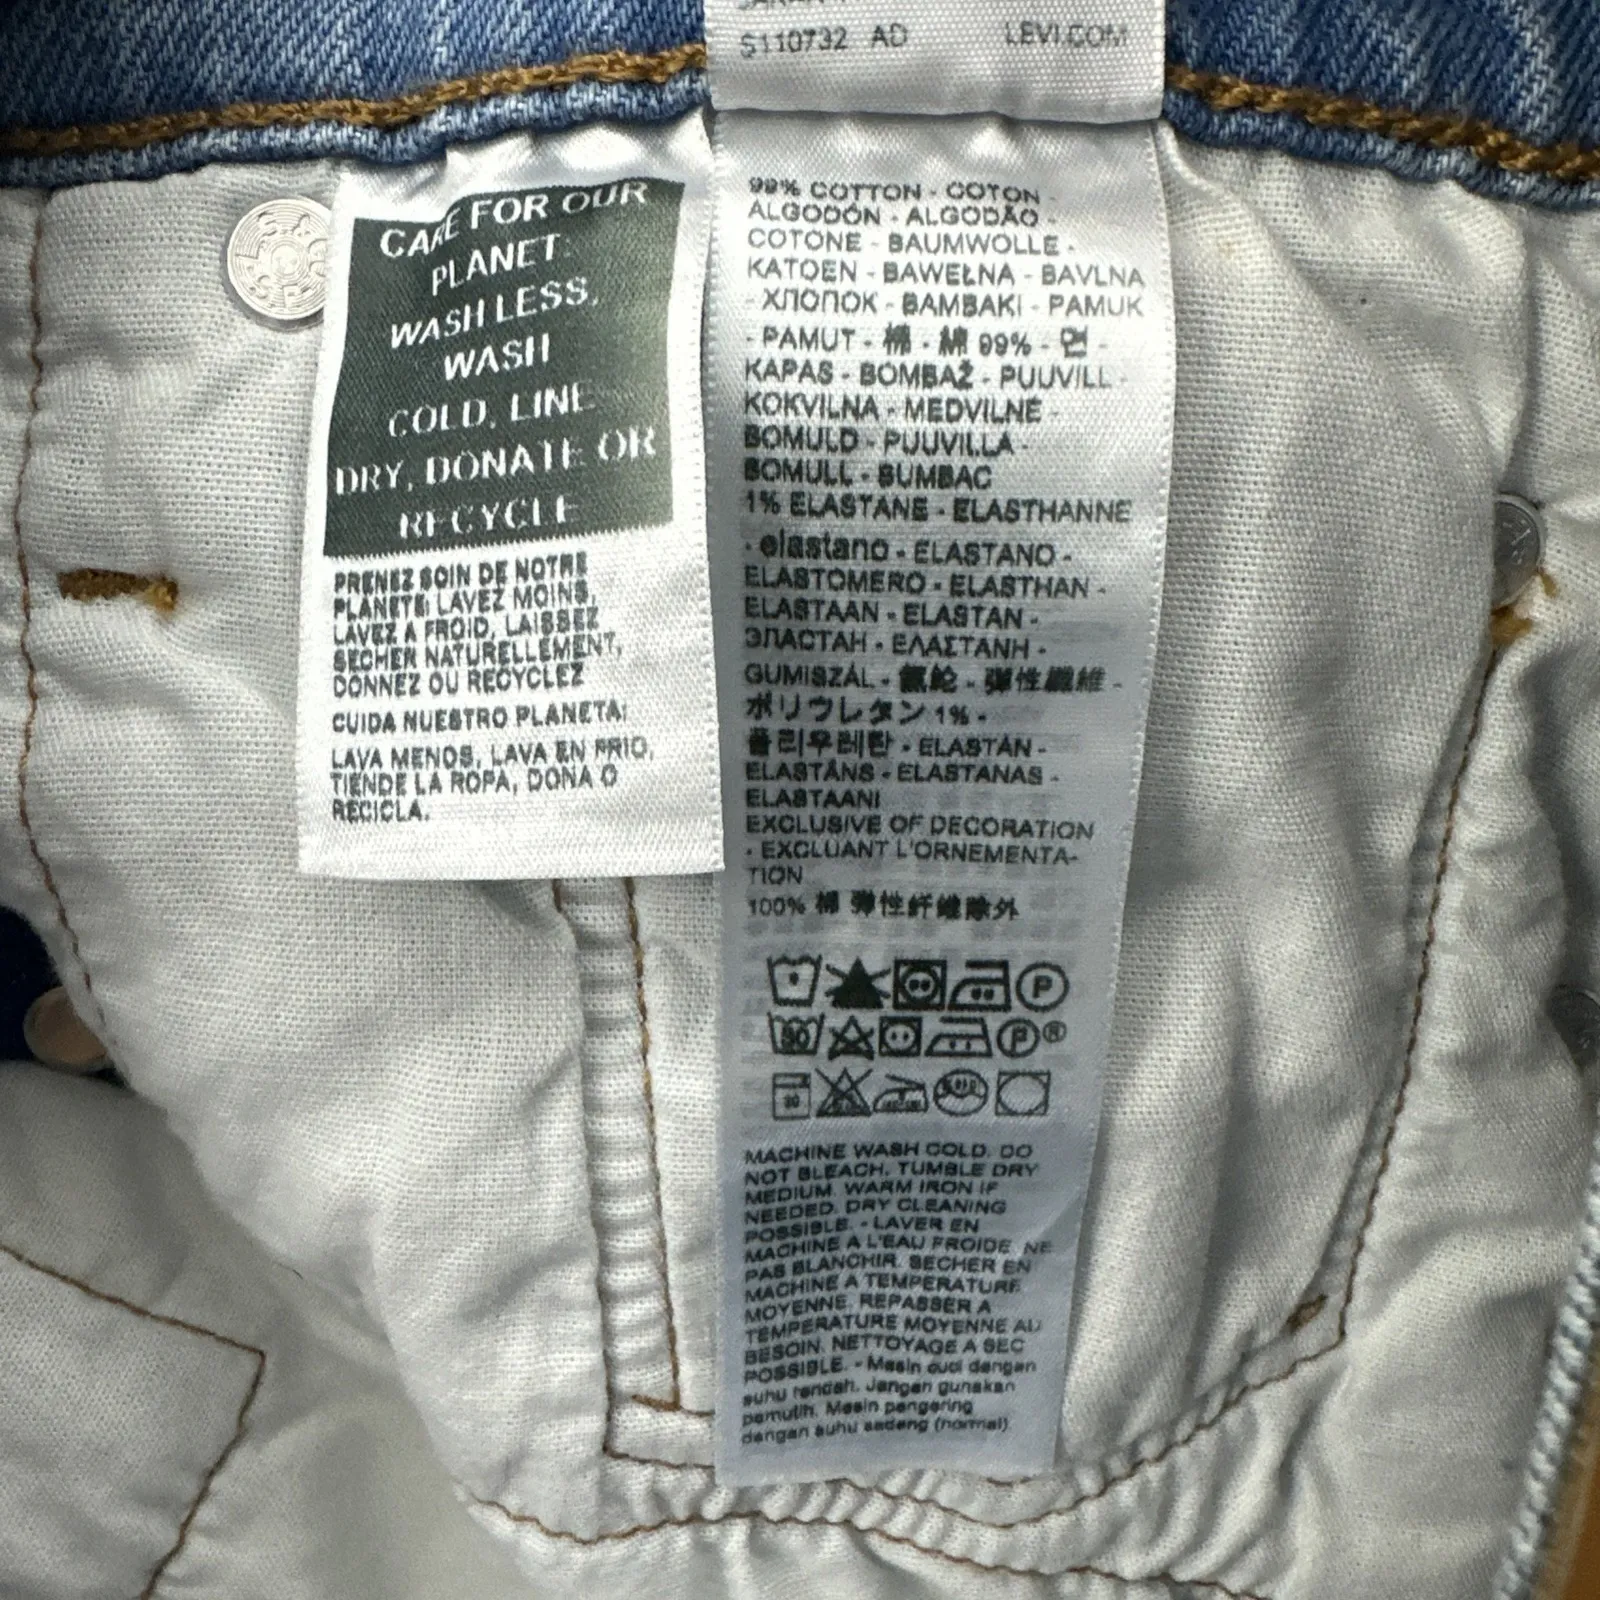 S110732 AD LEVI.COM
CARE FOR OUR
PLANET:
WASH LESS,
WASH
COLD, LINE
DRY, DONATE OR
RECYCLE
PRENEZ SOIN DE NOTRE
PLANETE: LAVEZ MOINS,
LAVEZ A FROID, LAISSEZ
SECHER NATURELLEMENT,
DONNEZ OU RECYCLEZ
CUIDA NUESTRO PLANETA:
LAVA MENOS, LAVA EN FRIO,
TIENDE LA ROPA, DONA O
RECICLA.
99% COTTON - COTON -
ALGODÓN - ALGODÃO -
COTONE - BAUMWOLLE -
KATOEN - BAWEŁNA - BAVLNA
- ХЛОПОК - BAMBAKI - PAMUK
- PAMUT - 棉 - 綿 99% - 면 -
KAPAS - BOMBAŽ - PUUVILL -
KOKVILNA - MEDVILNE -
BOMULD - PUUVILLA -
BOMULL - BUMBAC
1% ELASTANE - ELASTHANNE
- elastano - ELASTANO -
ELASTOMERO - ELASTHAN -
ELASTAAN - ELASTAN -
ЭЛАСТАН - ΕΛΑΣΤΑΝΗ -
GUMISZÁL - 氨纶 - 彈性纖維 -
ポリウレタン 1% -
폴리우레탄 - ELASTĀN -
ELASTĀNS - ELASTANAS -
ELASTAANI
EXCLUSIVE OF DECORATION
- EXCLUANT L'ORNEMENTA-
TION
100% 棉 弹性纤维除外
P
30 P ®
30
MACHINE WASH COLD. DO
NOT BLEACH. TUMBLE DRY
MEDIUM. WARM IRON IF
NEEDED. DRY CLEANING
POSSIBLE. - LAVER EN
MACHINE A L'EAU FROIDE. NE
PAS BLANCHIR. SECHER EN
MACHINE A TEMPERATURE
MOYENNE. REPASSER A
TEMPERATURE MOYENNE AU
BESOIN. NETTOYAGE A SEC
POSSIBLE. - Mesin cuci dengan
suhu rendah. Jangan gunakan
pemutih. Mesin pengering
dengan suhu sedang (normal).